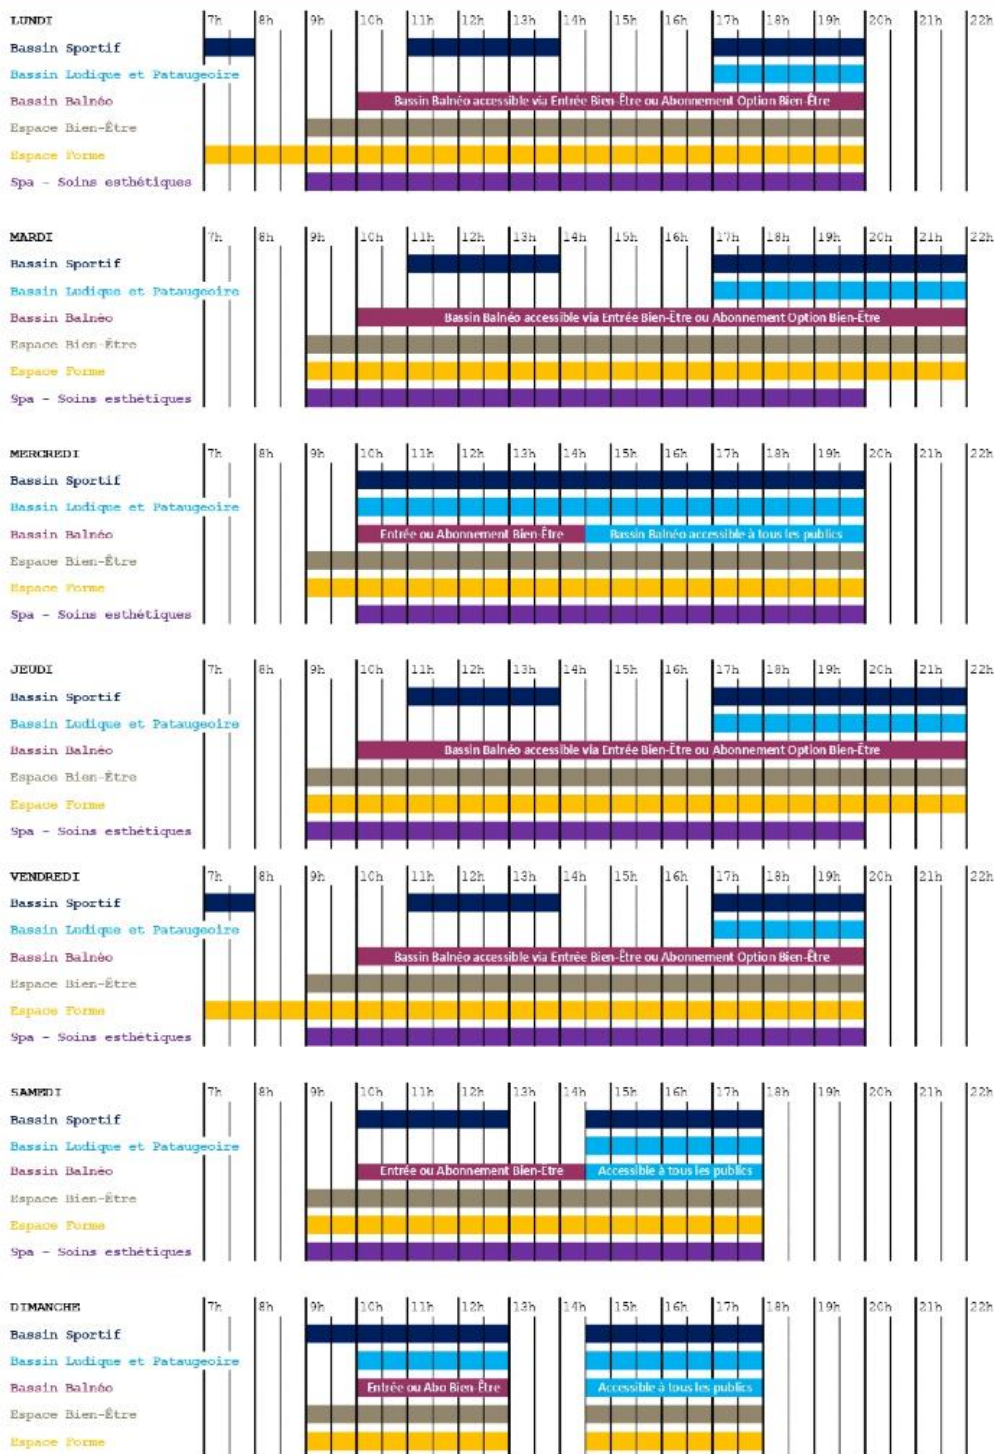 LUNDI 7h 8h 9h 10h 11h 12h 13h 14h 15h 16h 17h 18h 19h 20h 21h 22h
Bassin Sportif
Bassin Ludique et Pataugeoire
Bassin Balnéo Bassin Balnéo accessible via Entrée Bien-Être ou Abonnement Option Bien-Être
Espace Bien-Être
Espace Forme
Spa - Soins esthétiques
MARDI 7h 8h 9h 10h 11h 12h 13h 14h 15h 16h 17h 18h 19h 20h 21h 22h
Bassin Sportif
Bassin Ludique et Pataugeoire
Bassin Balnéo Bassin Balnéo accessible via Entrée Bien-Être ou Abonnement Option Bien-Être
Espace Bien-Être
Espace Forme
Spa - Soins esthétiques
MERCREDI 7h 8h 9h 10h 11h 12h 13h 14h 15h 16h 17h 18h 19h 20h 21h 22h
Bassin Sportif
Bassin Ludique et Pataugeoire
Bassin Balnéo Entrée ou Abonnement Bien-Être Bassin Balnéo accessible à tous les publics
Espace Bien-Être
Espace Forme
Spa - Soins esthétiques
JEUDI 7h 8h 9h 10h 11h 12h 13h 14h 15h 16h 17h 18h 19h 20h 21h 22h
Bassin Sportif
Bassin Ludique et Pataugeoire
Bassin Balnéo Bassin Balnéo accessible via Entrée Bien-Être ou Abonnement Option Bien-Être
Espace Bien-Être
Espace Forme
Spa - Soins esthétiques
VENDREDI 7h 8h 9h 10h 11h 12h 13h 14h 15h 16h 17h 18h 19h 20h 21h 22h
Bassin Sportif
Bassin Ludique et Pataugeoire
Bassin Balnéo Bassin Balnéo accessible via Entrée Bien-Être ou Abonnement Option Bien-Être
Espace Bien-Être
Espace Forme
Spa - Soins esthétiques
SAMEDI 7h 8h 9h 10h 11h 12h 13h 14h 15h 16h 17h 18h 19h 20h 21h 22h
Bassin Sportif
Bassin Ludique et Pataugeoire
Bassin Balnéo Entrée ou Abonnement Bien-Etre Accessible à tous les publics
Espace Bien-Être
Espace Forme
Spa - Soins esthétiques
DIMANCHE 7h 8h 9h 10h 11h 12h 13h 14h 15h 16h 17h 18h 19h 20h 21h 22h
Bassin Sportif
Bassin Ludique et Pataugeoire
Bassin Balnéo Entrée ou Abo Bien-Être Accessible à tous les publics
Espace Bien-Être
Espace Forme